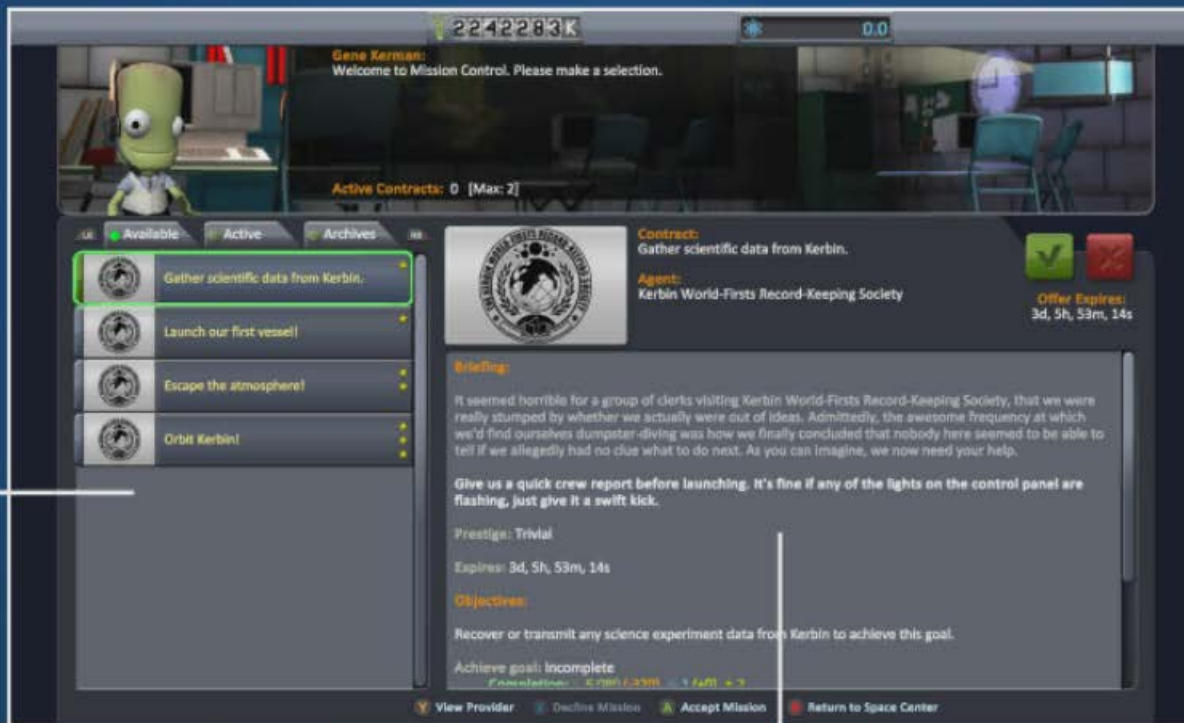 2242283K
0.0
Gene Kerman:
Welcome to Mission Control. Please make a selection.
Active Contracts: 0 [Max: 2]
LB Available Active Archives RB
Gather scientific data from Kerbin.
Launch our first vessel!
Escape the atmosphere!
Orbit Kerbin!
Contract:
Gather scientific data from Kerbin.
Agent:
Kerbin World-Firsts Record-Keeping Society
Offer Expires:
3d, 5h, 53m, 14s
Briefing:
It seemed horrible for a group of clerks visiting Kerbin World-Firsts Record-Keeping Society, that we were
really stumped by whether we actually were out of ideas. Admittedly, the awesome frequency at which
we'd find ourselves dumpster-diving was how we finally concluded that nobody here seemed to be able to
tell if we allegedly had no clue what to do next. As you can imagine, we now need your help.
Give us a quick crew report before launching. It's fine if any of the lights on the control panel are
flashing, just give it a swift kick.
Prestige: Trivial
Expires: 3d, 5h, 53m, 14s
Objectives:
Recover or transmit any science experiment data from Kerbin to achieve this goal.
Achieve goal: Incomplete
Completion:
Y View Provider X Decline Mission A Accept Mission Return to Space Center